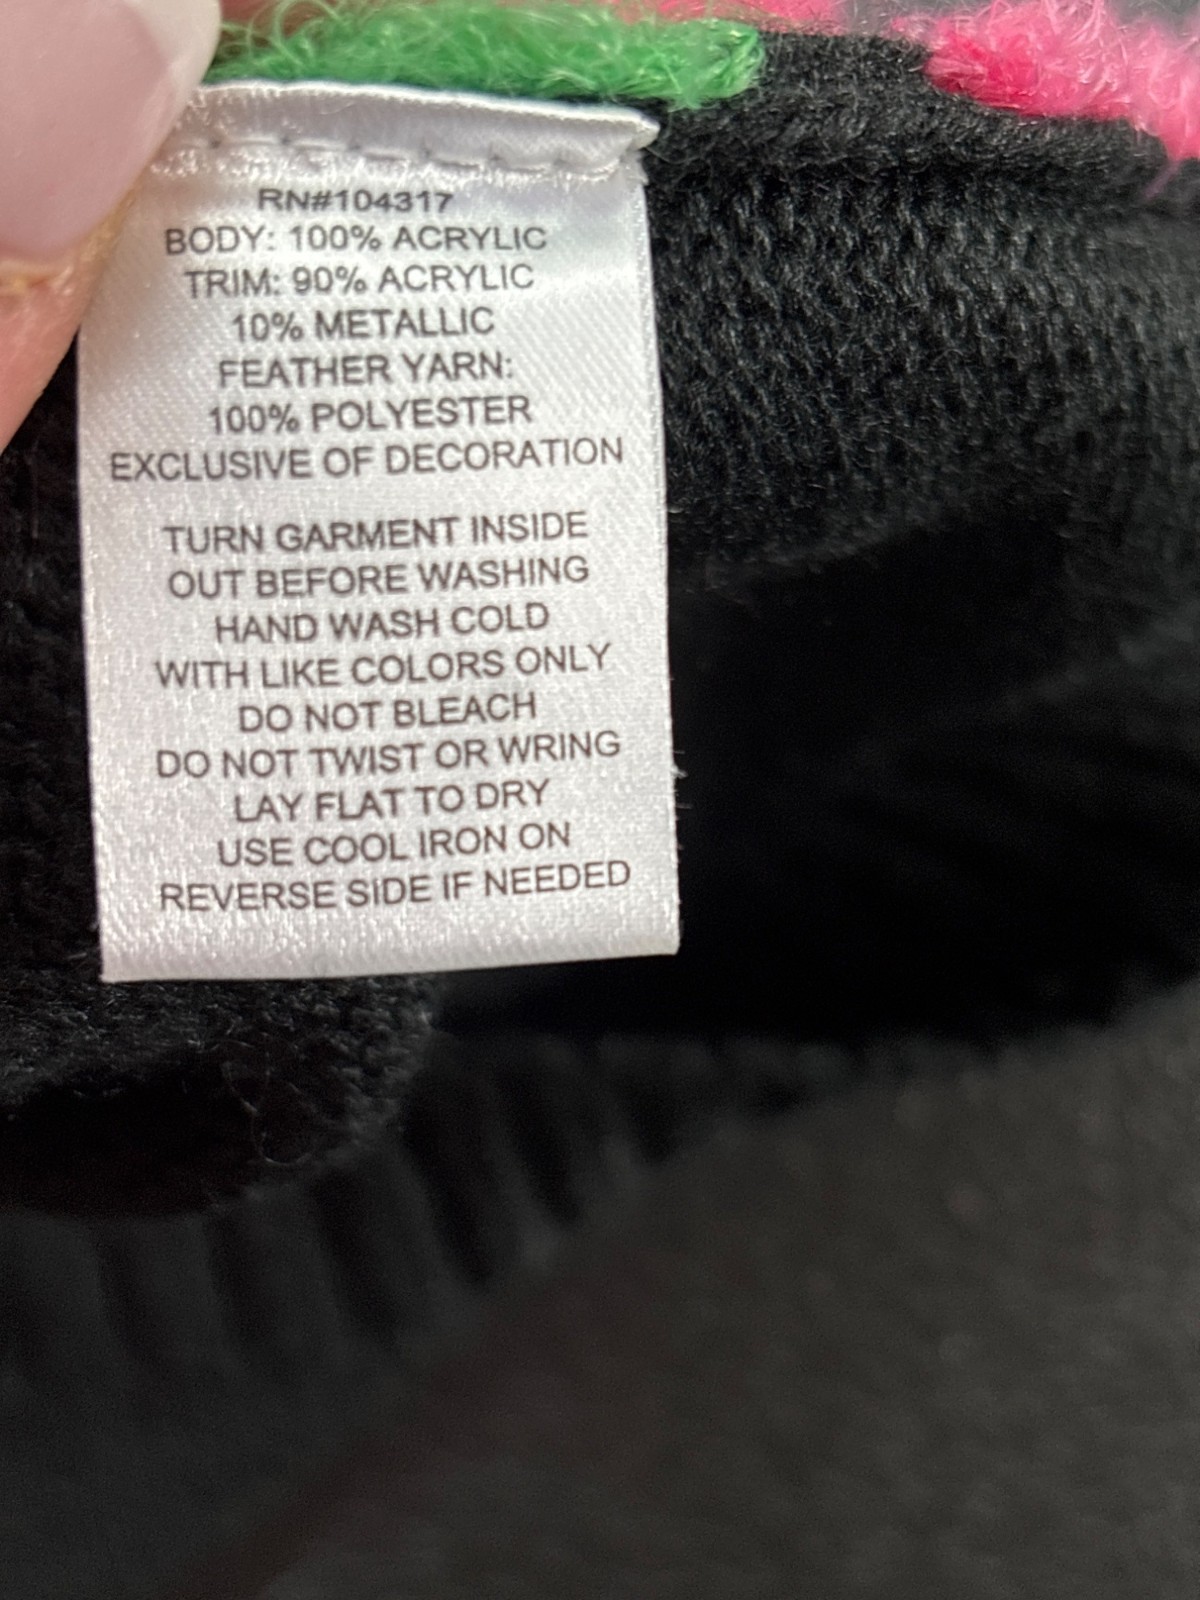 RN#104317
BODY: 100% ACRYLIC
TRIM: 90% ACRYLIC
10% METALLIC
FEATHER YARN:
100% POLYESTER
EXCLUSIVE OF DECORATION
TURN GARMENT INSIDE
OUT BEFORE WASHING
HAND WASH COLD
WITH LIKE COLORS ONLY
DO NOT BLEACH
DO NOT TWIST OR WRING
LAY FLAT TO DRY
USE COOL IRON ON
REVERSE SIDE IF NEEDED